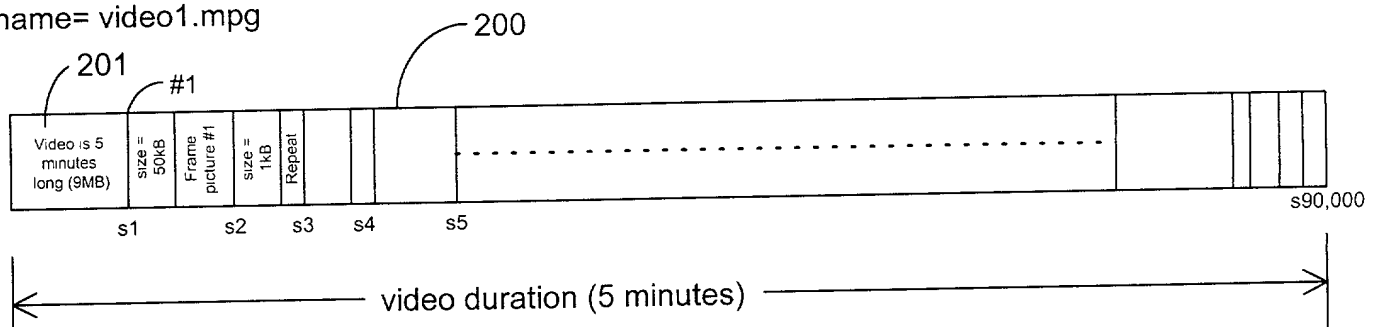 name= video1.mpg
200
201
#1
Video is 5
minutes
long (9MB)
size =
50kB
Frame
picture #1
size =
1kB
Repeat
s1
s2
s3
s4
s5
s90,000
video duration (5 minutes)